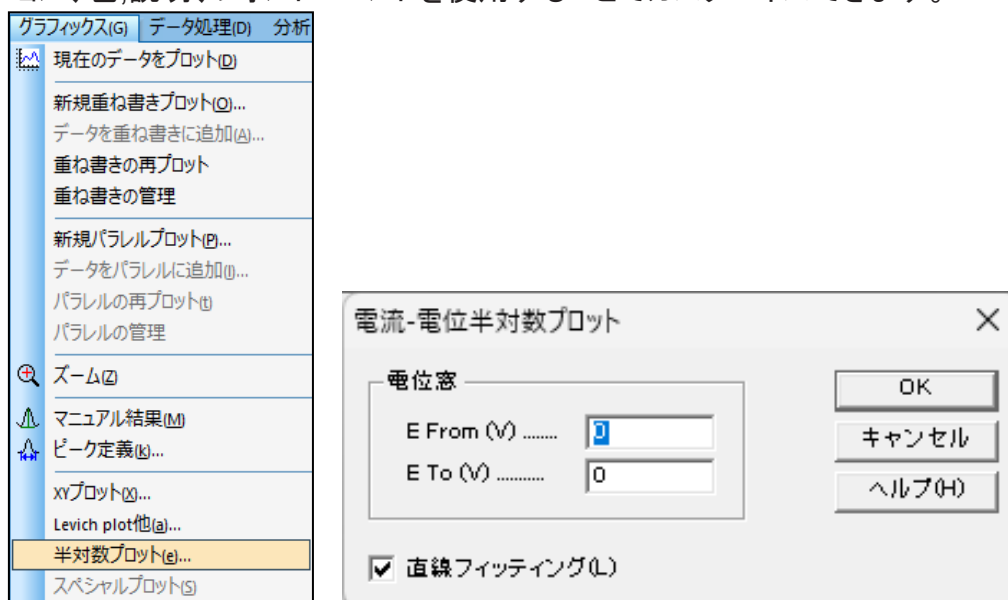 グラフィックス(G) データ処理(D) 分析
現在のデータをプロット(D)
新規重ね書きプロット(O)...
データを重ね書きに追加(A)...
重ね書きの再プロット
重ね書きの管理
新規パラレルプロット(P)...
データをパラレルに追加(I)...
パラレルの再プロット(t)
パラレルの管理
ズーム(Z)
マニュアル結果(M)
ピーク定義(k)...
XYプロット(X)...
Levich plot他(a)...
半対数プロット(e)...
スペシャルプロット(S)
電流-電位半対数プロット
電位窓
E From (V) ........ 0
E To (V) ........... 0
OK
キャンセル
ヘルプ(H)
直線フィッティング(L)